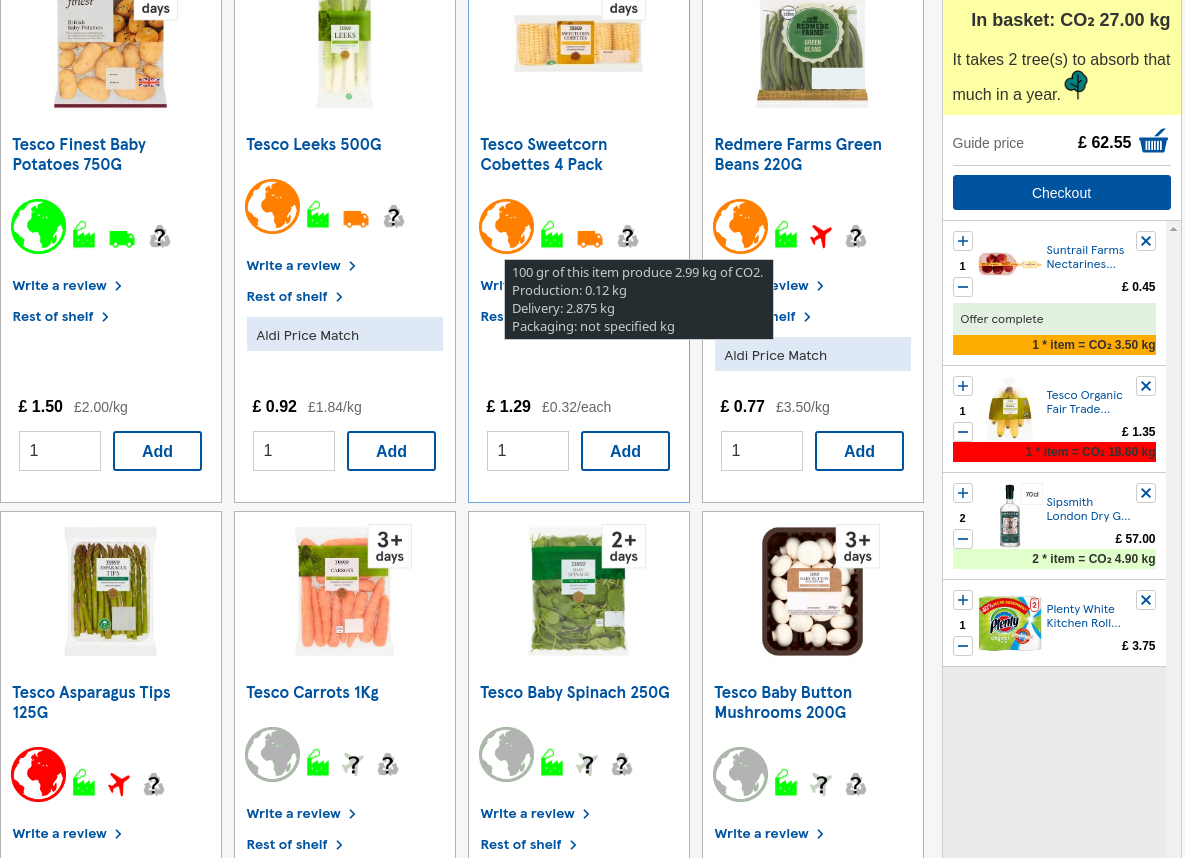 finest
British
Baby Potatoes
days
Tesco Finest Baby
Potatoes 750G
Write a review
Rest of shelf
£ 1.50 £2.00/kg
1 Add
TESCO
LEEKS
Tesco Leeks 500G
Write a review
Rest of shelf
Aldi Price Match
£ 0.92 £1.84/kg
1 Add
days
TESCO
SWEETCORN
COBETTES
Tesco Sweetcorn
Cobettes 4 Pack
Wri
Res
100 gr of this item produce 2.99 kg of CO2.
Production: 0.12 kg
Delivery: 2.875 kg
Packaging: not specified kg
£ 1.29 £0.32/each
1 Add
REDMERE
FARMS
GREEN
BEANS
Redmere Farms Green
Beans 220G
eview
helf
Aldi Price Match
£ 0.77 £3.50/kg
1 Add
TESCO
ASPARAGUS
TIPS
Tesco Asparagus Tips
125G
Write a review
3+
days
TESCO
CARROTS
Tesco Carrots 1Kg
Write a review
Rest of shelf
2+
days
TESCO
BABY
SPINACH
Tesco Baby Spinach 250G
Write a review
Rest of shelf
3+
days
TESCO
BABY BUTTON
MUSHROOMS
Tesco Baby Button
Mushrooms 200G
Write a review
In basket: CO₂ 27.00 kg
It takes 2 tree(s) to absorb that
much in a year.
Guide price £ 62.55
Checkout
1
Suntrail Farms
Nectarines...
£ 0.45
Offer complete
1 * item = CO₂ 3.50 kg
1
Tesco Organic
Fair Trade...
£ 1.35
1 * item = CO₂ 18.60 kg
2
70cl
Sipsmith
London Dry G...
£ 57.00
2 * item = CO₂ 4.90 kg
1
Plenty
2
Plenty White
Kitchen Roll...
£ 3.75